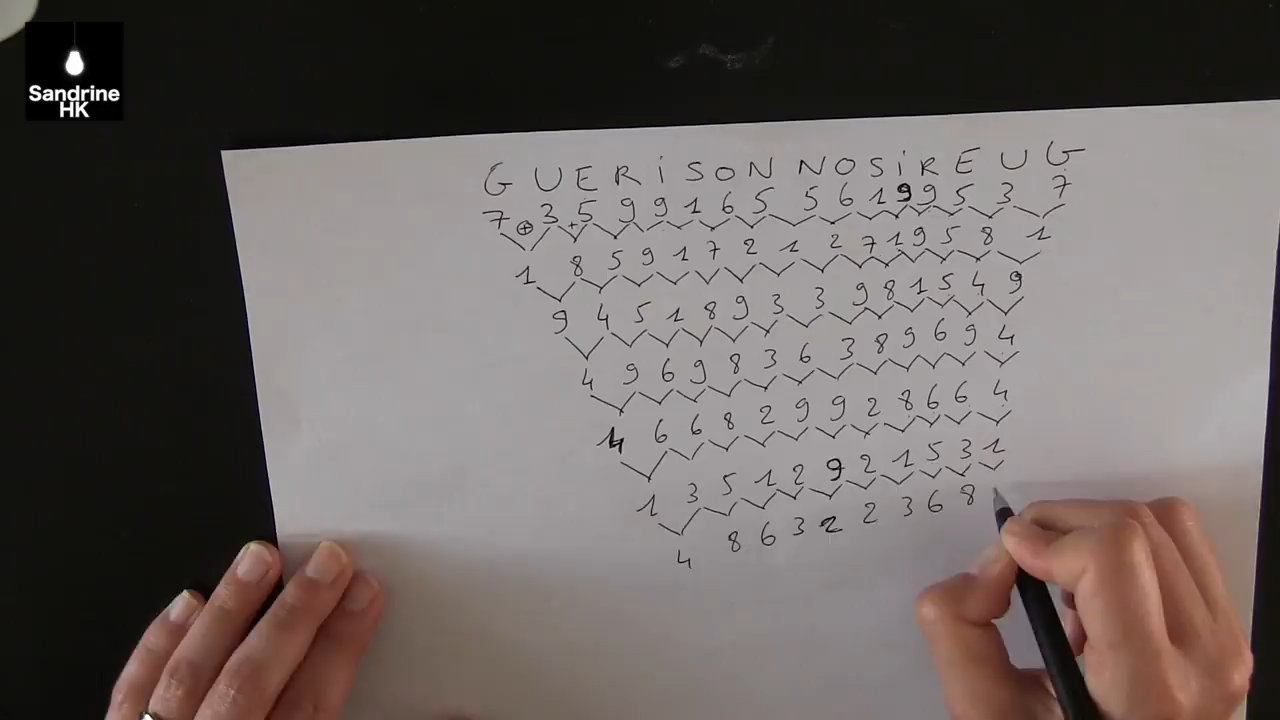 Sandrine
HK
GUERiSON NOSiREUG
7 + 3 + 5 9 9 1 6 5 5 6 1 9 9 5 3 7
1 8 5 9 1 7 2 1 2 7 1 9 5 8 1
9 4 5 1 8 9 3 3 9 8 1 5 4 9
4 9 6 9 8 3 6 3 8 9 6 9 4
4 6 6 8 2 9 9 2 8 6 6 4
1 3 5 1 2 9 2 1 5 3 1
4 8 6 3 2 2 3 6 8